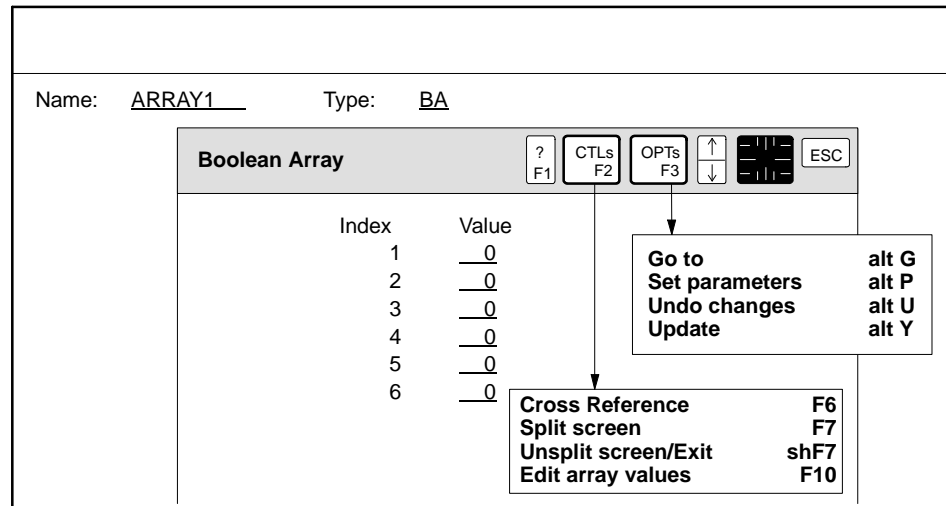 Name: ARRAY1 Type: BA
Boolean Array
?
F1
CTLs
F2
OPTs
F3
↑
↓
ESC
Index Value
1 0
2 0
3 0
4 0
5 0
6 0
Go to alt G
Set parameters alt P
Undo changes alt U
Update alt Y
Cross Reference F6
Split screen F7
Unsplit screen/Exit shF7
Edit array values F10